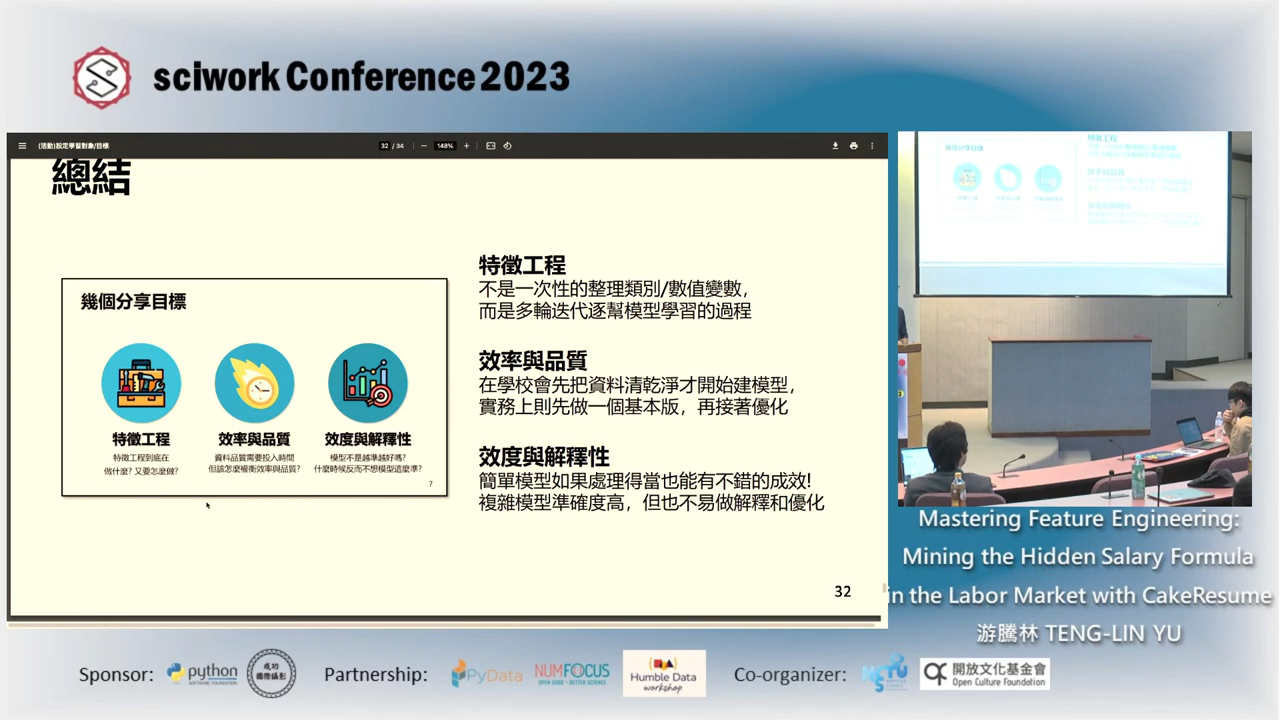 sciwork Conference 2023
(活動)設定學習對象/目標
32 / 34
148%
總結
幾個分享目標
特徵工程
特徵工程到底在
做什麼? 又要怎麼做?
效率與品質
資料品質需要投入時間
但該怎麼權衡效率與品質?
效度與解釋性
模型不是越準越好嗎?
什麼時候反而不想模型這麼準?
7
特徵工程
不是一次性的整理類別/數值變數,
而是多輪迭代逐幫模型學習的過程
效率與品質
在學校會先把資料清乾淨才開始建模型,
實務上則先做一個基本版，再接著優化
效度與解釋性
簡單模型如果處理得當也能有不錯的成效!
複雜模型準確度高，但也不易做解釋和優化
32
Mastering Feature Engineering:
Mining the Hidden Salary Formula
in the Labor Market with CakeResume
游騰林 TENG-LIN YU
Sponsor:
python
成功
國際攝影
Partnership:
PyData
NUMFOCUS
OPEN CODE = BETTER SCIENCE
Humble Data
workshop
Co-organizer:
開放文化基金會
Open Culture Foundation